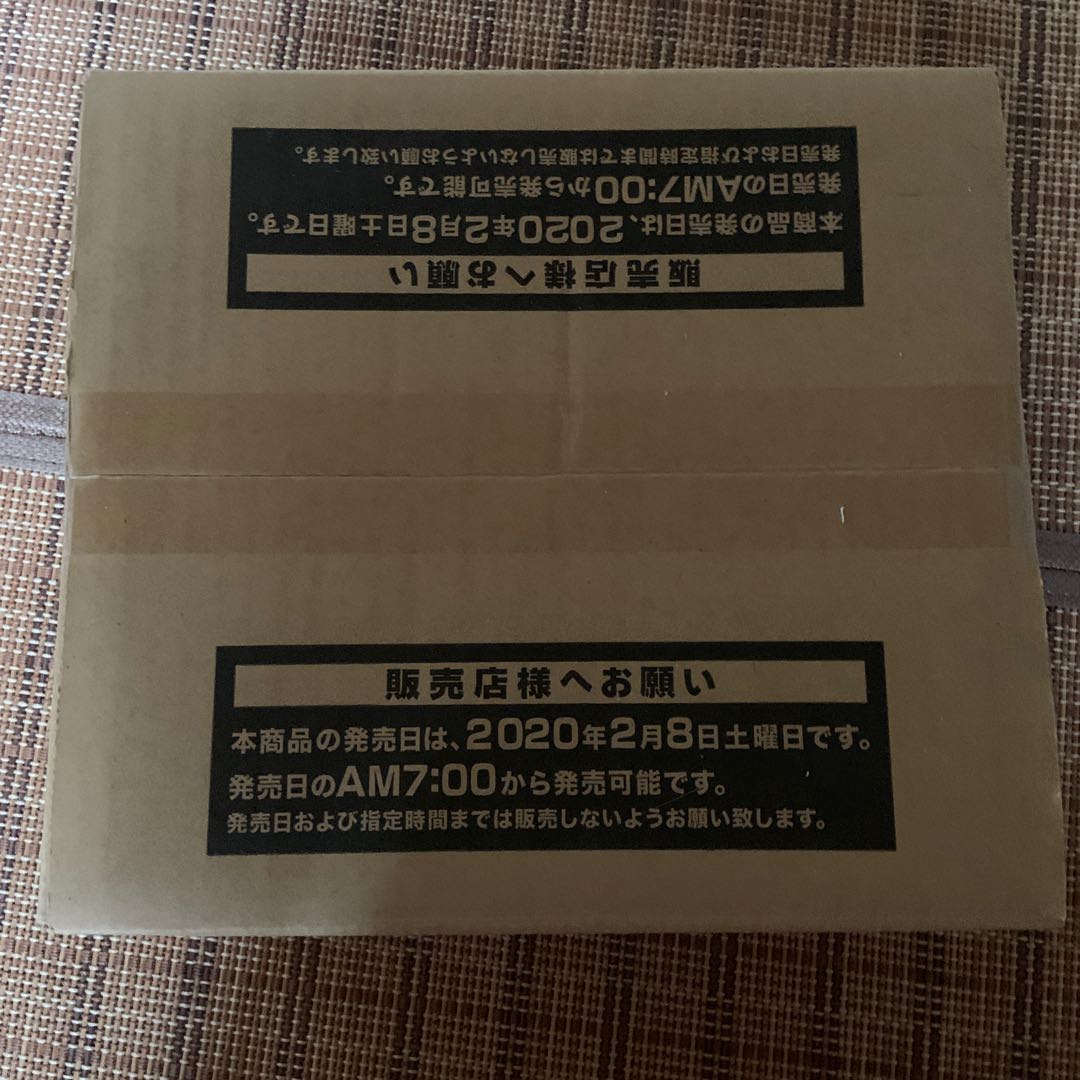 販売店様へお願い
本商品の発売日は、2020年2月8日土曜日です。
発売日のAM7:00から発売可能です。
発売日および指定時間までは販売しないようお願い致します。
販売店様へお願い
本商品の発売日は、2020年2月8日土曜日です。
発売日のAM7:00から発売可能です。
発売日および指定時間までは販売しないようお願い致します。